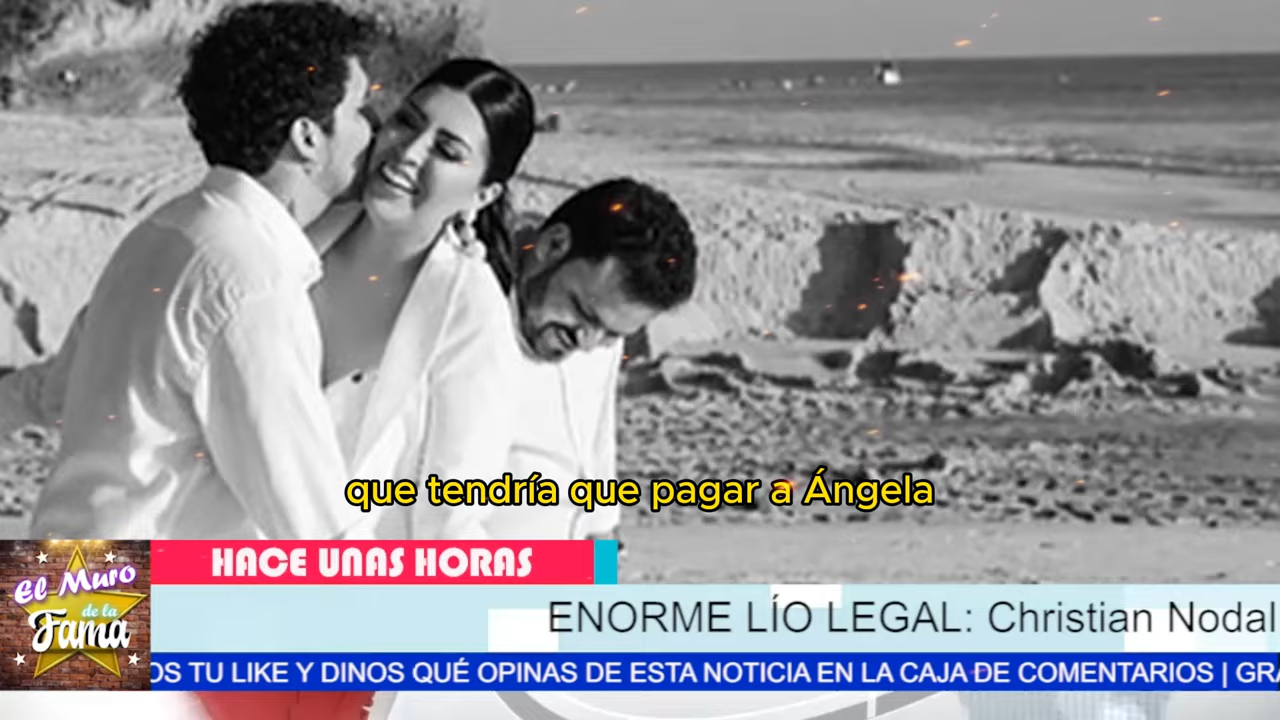 que tendría que pagar a Ángela
HACE UNAS HORAS
El Muro
de la
Fama
ENORME LÍO LEGAL: Christian Nodal
OS TU LIKE Y DINOS QUÉ OPINAS DE ESTA NOTICIA EN LA CAJA DE COMENTARIOS | GRA